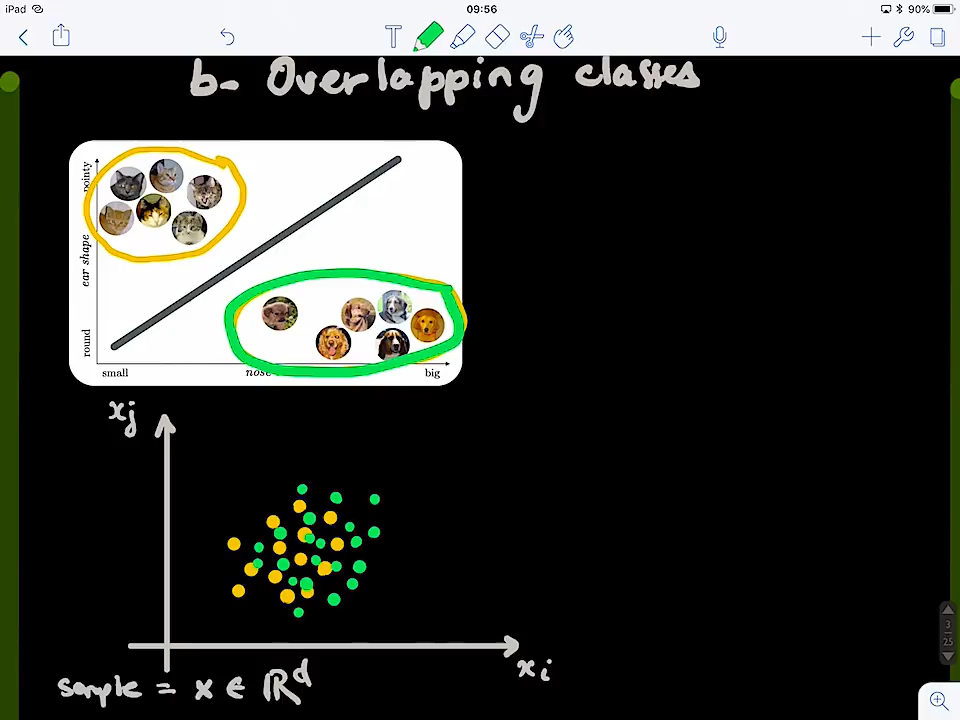 iPad 09:56 90%
T
b- Overlapping classes
pointy
ear shape
round
small nose big
xj
xi
sample = x ∈ ℝᵈ
3
25